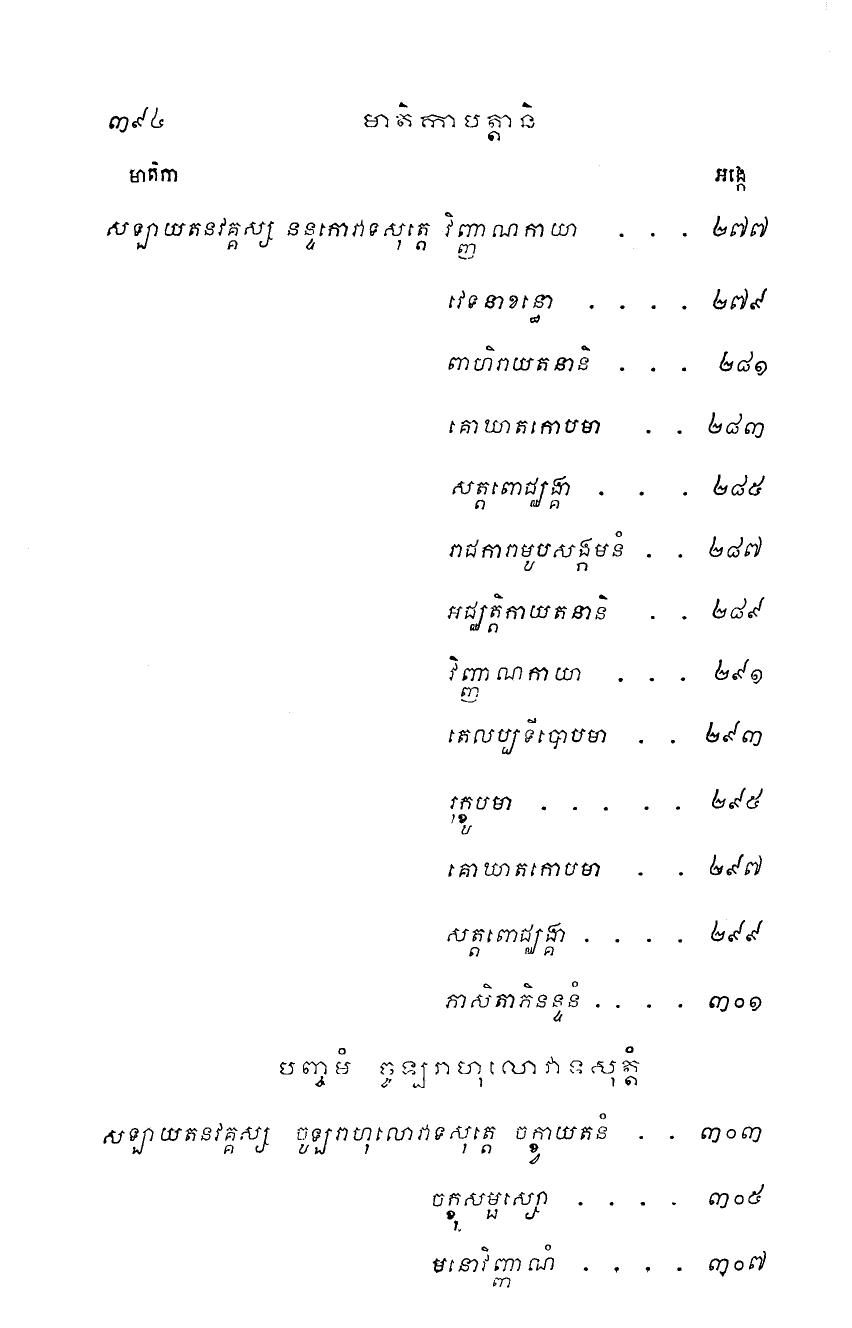 ៣៩៤ មាតិកាបត្តានិ
មាតិកា អង្កេ
សឡាយតនវគ្គស្ស នន្ទកោវាទសុត្តេ វិញ្ញាណកាយា . . . ២៧៧
វេទនាខន្ធោ . . . . ២៧៩
ពាហិរាយតនានិ . . . ២៨១
គោឃាតកោបមា . . ២៨៣
សត្តពោជ្ឈង្គា . . . ២៨៥
រាជការាមូបសង្កមនំ . . ២៨៧
អជ្ឈត្តិកាយតនានិ . . ២៨៩
វិញ្ញាណកាយា . . . ២៩១
តេលប្បទីបោបមា . . ២៩៣
រុក្ខូបមា . . . . . ២៩៥
គោឃាតកោបមា . . ២៩៧
សត្តពោជ្ឈង្គា . . . . ២៩៩
ភាសិតាភិនន្ទនំ . . . . ៣០១
បញ្ចមំ ចូឡរាហុលោវាទសុត្តំ
សឡាយតនវគ្គស្ស ចូឡរាហុលោវាទសុត្តេ ចក្ខ្វាយតនំ . . ៣០៣
ចក្ខុសម្ផស្សោ . . . . ៣០៥
មនោវិញ្ញាណំ . . . . ៣០៧